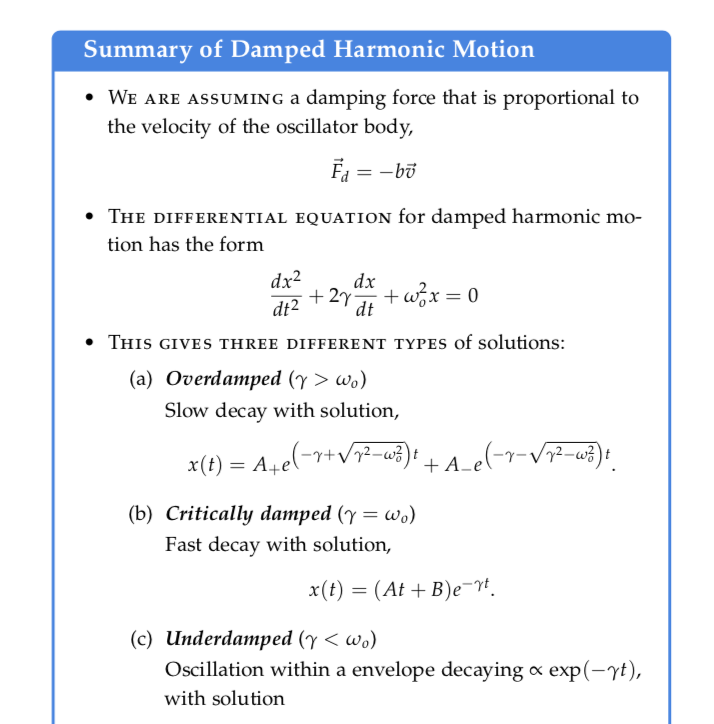 Summary of Damped Harmonic Motion
• WE ARE ASSUMING a damping force that is proportional to
the velocity of the oscillator body,
$\vec{F}_d = -b\vec{v}$
• THE DIFFERENTIAL EQUATION for damped harmonic mo-
tion has the form
$\frac{dx^2}{dt^2} + 2\gamma\frac{dx}{dt} + \omega_o^2 x = 0$
• THIS GIVES THREE DIFFERENT TYPES of solutions:
(a) Overdamped ($\gamma > \omega_o$)
Slow decay with solution,
$x(t) = A_+ e^{\left(-\gamma+\sqrt{\gamma^2-\omega_o^2}\right)t} + A_- e^{\left(-\gamma-\sqrt{\gamma^2-\omega_o^2}\right)t}.$
(b) Critically damped ($\gamma = \omega_o$)
Fast decay with solution,
$x(t) = (At + B)e^{-\gamma t}.$
(c) Underdamped ($\gamma < \omega_o$)
Oscillation within a envelope decaying ∝ exp(−γt),
with solution